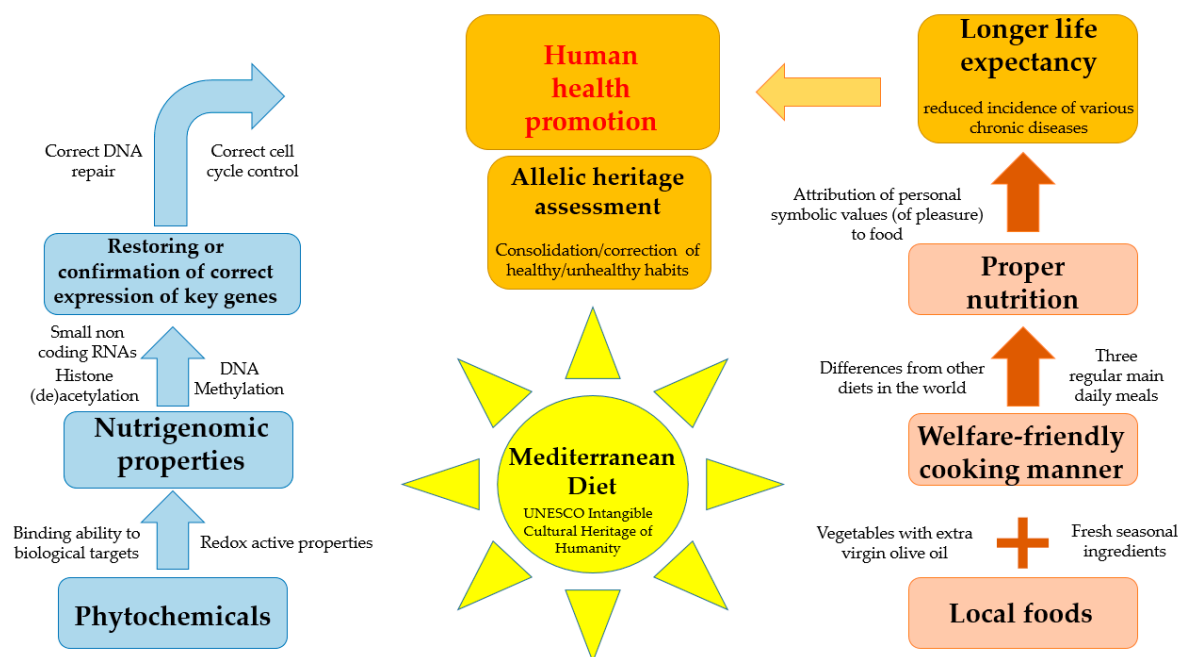 Correct DNA
repair
Correct cell
cycle control
Restoring or
confirmation of correct
expression of key genes
Small non
coding RNAs
Histone
(de)acetylation
DNA
Methylation
Nutrigenomic
properties
Binding ability to
biological targets
Redox active properties
Phytochemicals
Human
health
promotion
Allelic heritage
assessment
Consolidation/correction of
healthy/unhealthy habits
Mediterranean
Diet
UNESCO Intangible
Cultural Heritage of
Humanity
Longer life
expectancy
reduced incidence of various
chronic diseases
Attribution of personal
symbolic values (of pleasure)
to food
Proper
nutrition
Differences from other
diets in the world
Three
regular main
daily meals
Welfare-friendly
cooking manner
Vegetables with extra
virgin olive oil
Fresh seasonal
ingredients
Local foods